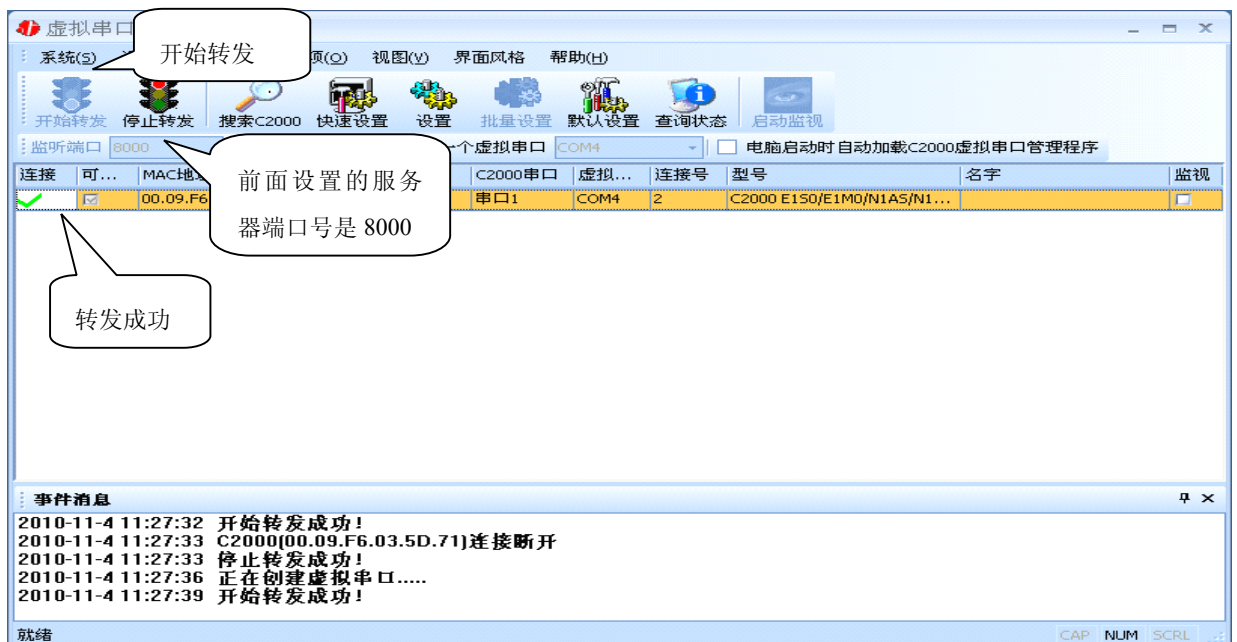 虚拟串口
开始转发
系统(S) 项(O) 视图(V) 界面风格 帮助(H)
开始转发 停止转发 搜索C2000 快速设置 设置 批量设置 默认设置 查询状态 启动监视
监听端口 8000 一个虚拟串口 COM4 电脑启动时自动加载C2000虚拟串口管理程序
连接 可... MAC地 C2000串口 虚拟... 连接号 型号 名字 监视
00.09.F6 串口1 COM4 2 C2000 E1S0/E1M0/N1AS/N1...
前面设置的服务
器端口号是 8000
转发成功
事件消息
2010-11-4 11:27:32 开始转发成功!
2010-11-4 11:27:33 C2000(00.09.F6.03.5D.71)连接断开
2010-11-4 11:27:33 停止转发成功!
2010-11-4 11:27:36 正在创建虚拟串口.....
2010-11-4 11:27:39 开始转发成功!
就绪 CAP NUM SCRL